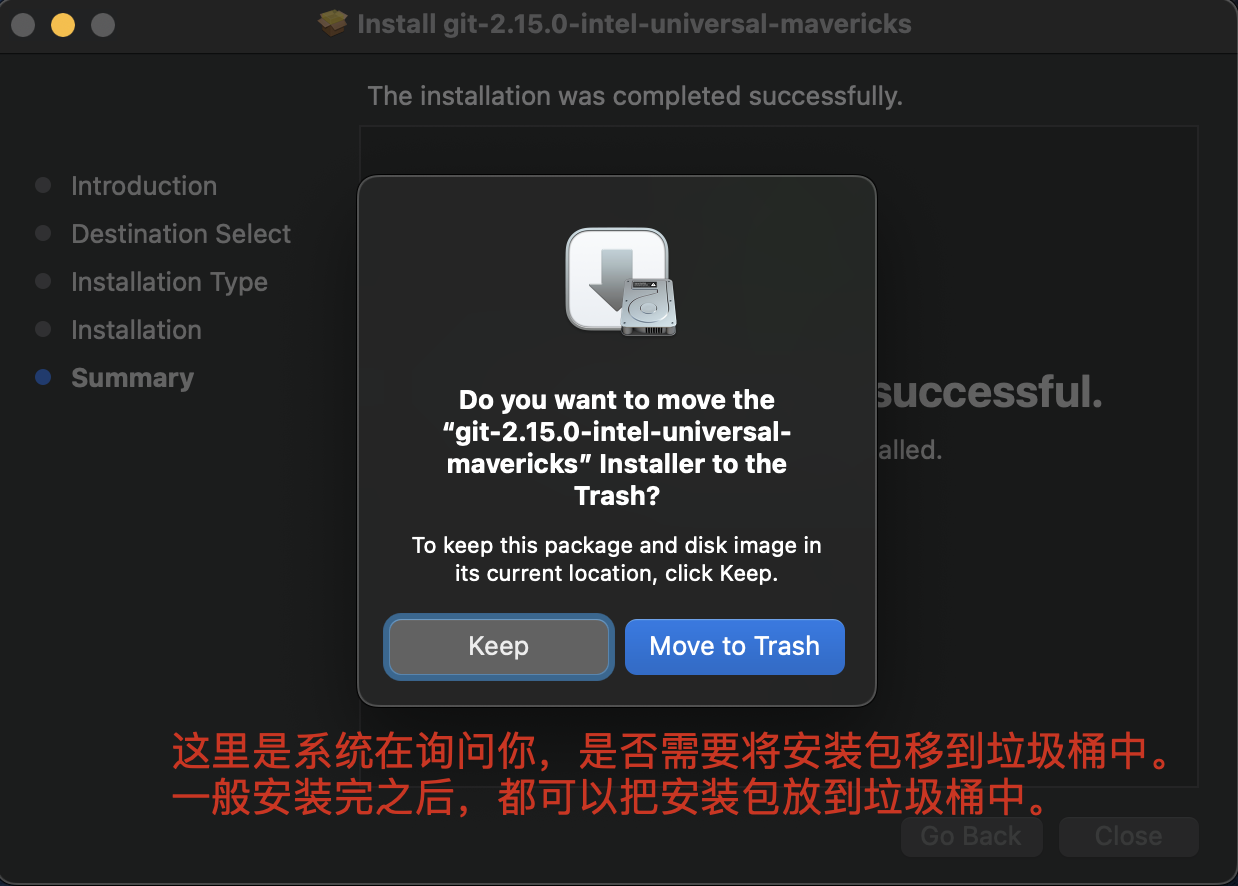 Install git-2.15.0-intel-universal-mavericks
The installation was completed successfully.
Introduction
Destination Select
Installation Type
Installation
Summary
successful.
Do you want to move the
“git-2.15.0-intel-universal-
mavericks” Installer to the
Trash?
To keep this package and disk image in
its current location, click Keep.
Keep
Move to Trash
这里是系统在询问你，是否需要将安装包移到垃圾桶中。
一般安装完之后，都可以把安装包放到垃圾桶中。
Go Back
Close